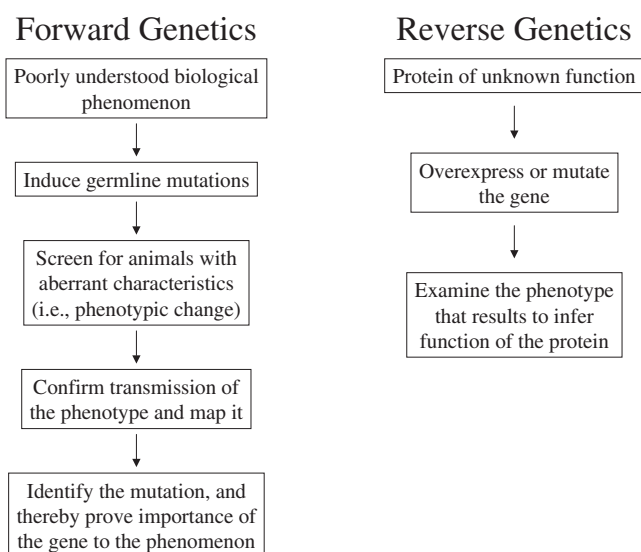 Forward Genetics
Poorly understood biological
phenomenon
Induce germline mutations
Screen for animals with
aberrant characteristics
(i.e., phenotypic change)
Confirm transmission of
the phenotype and map it
Identify the mutation, and
thereby prove importance of
the gene to the phenomenon
Reverse Genetics
Protein of unknown function
Overexpress or mutate
the gene
Examine the phenotype
that results to infer
function of the protein